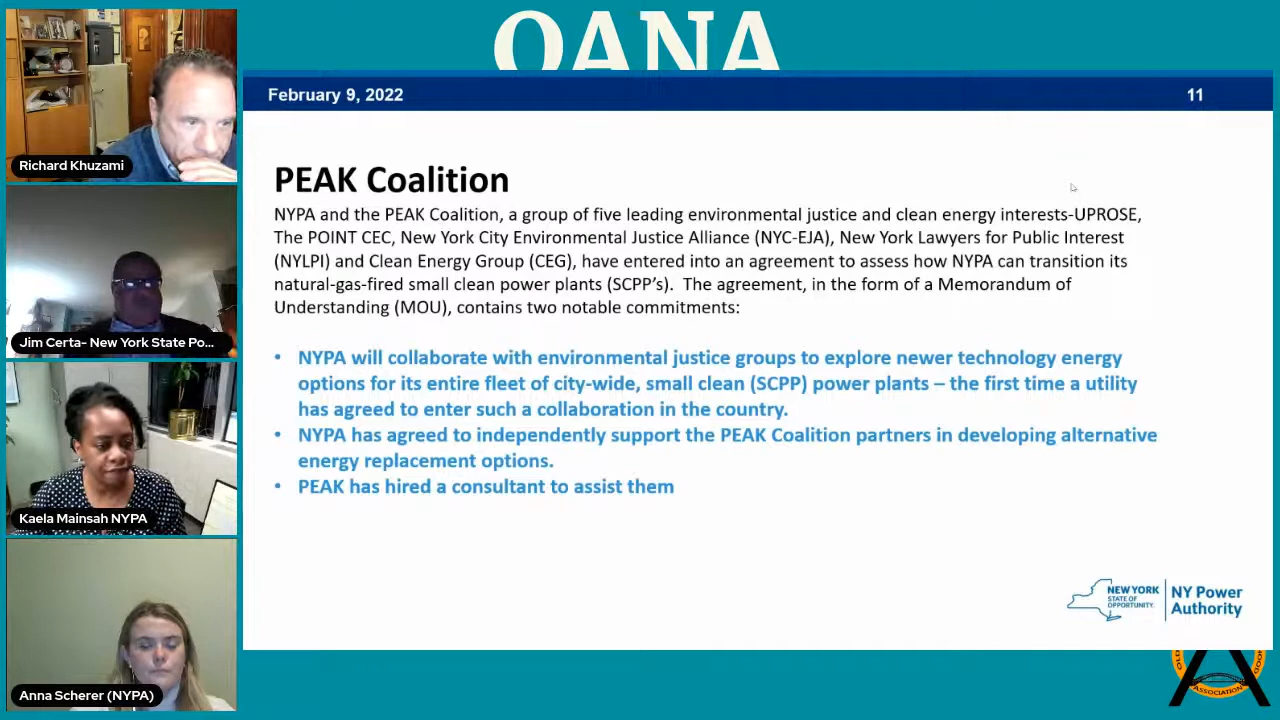 OANA
February 9, 2022
11
Richard Khuzami
Jim Certa- New York State Po...
Kaela Mainsah NYPA
Anna Scherer (NYPA)
PEAK Coalition
NYPA and the PEAK Coalition, a group of five leading environmental justice and clean energy interests-UPROSE,
The POINT CEC, New York City Environmental Justice Alliance (NYC-EJA), New York Lawyers for Public Interest
(NYLPI) and Clean Energy Group (CEG), have entered into an agreement to assess how NYPA can transition its
natural-gas-fired small clean power plants (SCPP's). The agreement, in the form of a Memorandum of
Understanding (MOU), contains two notable commitments:
• NYPA will collaborate with environmental justice groups to explore newer technology energy
options for its entire fleet of city-wide, small clean (SCPP) power plants – the first time a utility
has agreed to enter such a collaboration in the country.
• NYPA has agreed to independently support the PEAK Coalition partners in developing alternative
energy replacement options.
• PEAK has hired a consultant to assist them
NEW YORK
STATE OF
OPPORTUNITY.
NY Power
Authority
OLD
ASSOCIATION